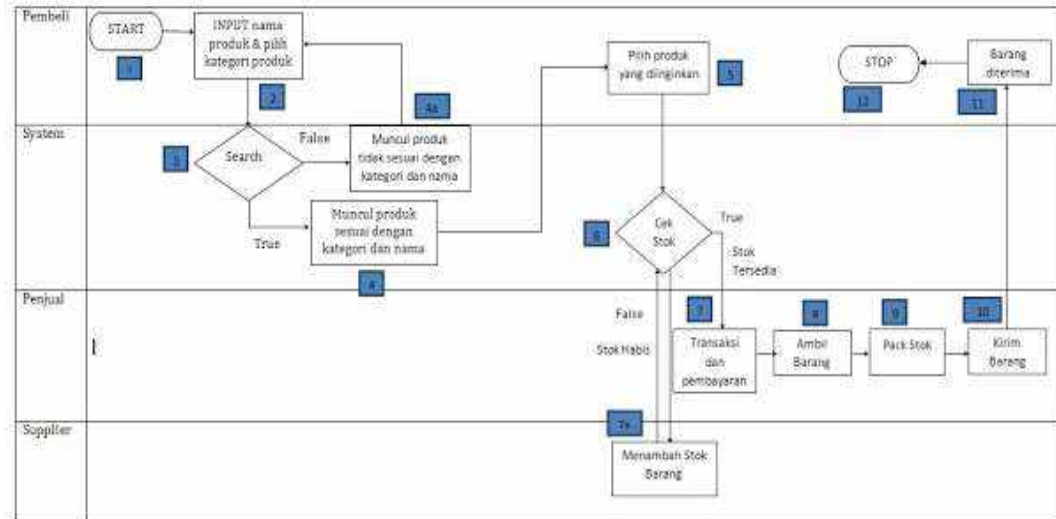 Pembeli
START
1
INPUT nama
produk & pilih
kategori produk
2
4a
Pilih produk
yang diinginkan
5
STOP
12
Barang
diterima
11
System
3
Search
False
True
Muncul produk
tidak sesuai dengan
kategori dan nama
Muncul produk
sesuai dengan
kategori dan nama
4
6
Cek
Stok
True
Stok
Tersedia
Penjual
False
Stok Habis
7
Transaksi
dan
pembayaran
8
Ambil
Barang
9
Pack Stok
10
Kirim
Barang
Supplier
7a
Menambah Stok
Barang